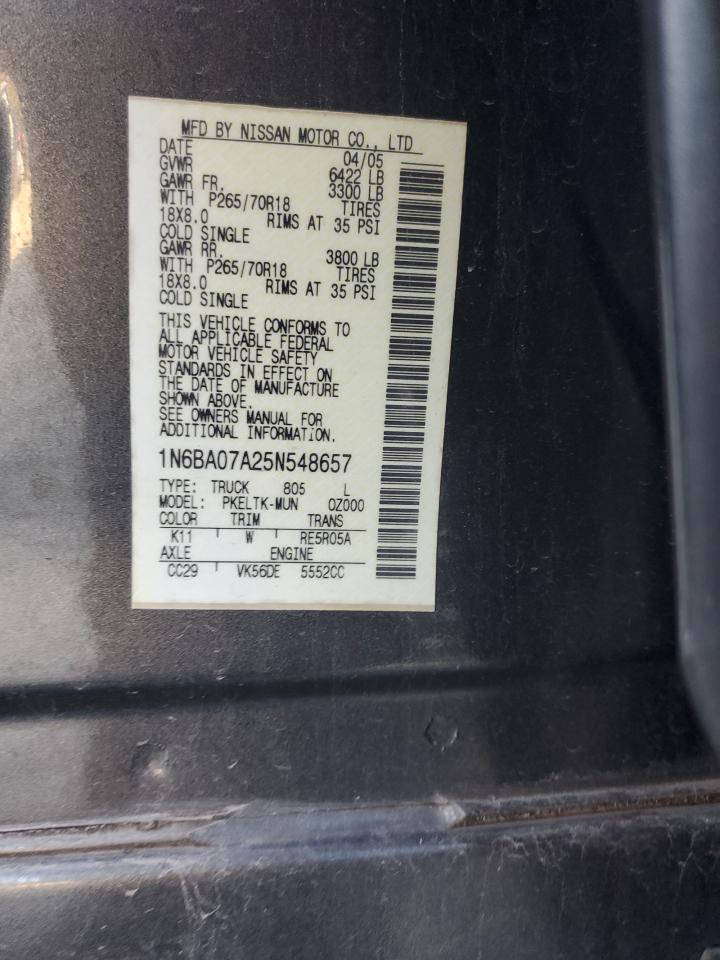 MFD BY NISSAN MOTOR CO., LTD
DATE 04/05
GVWR 6422 LB
GAWR FR. 3300 LB
WITH P265/70R18 TIRES
18X8.0 RIMS AT 35 PSI
COLD SINGLE
GAWR RR. 3800 LB
WITH P265/70R18 TIRES
18X8.0 RIMS AT 35 PSI
COLD SINGLE
THIS VEHICLE CONFORMS TO
ALL APPLICABLE FEDERAL
MOTOR VEHICLE SAFETY
STANDARDS IN EFFECT ON
THE DATE OF MANUFACTURE
SHOWN ABOVE.
SEE OWNERS MANUAL FOR
ADDITIONAL INFORMATION.
1N6BA07A25N548657
TYPE: TRUCK 805 L
MODEL: PKELTK-MUN 0Z000
COLOR TRIM TRANS
K11 W RE5R05A
AXLE ENGINE
CC29 VK56DE 5552CC